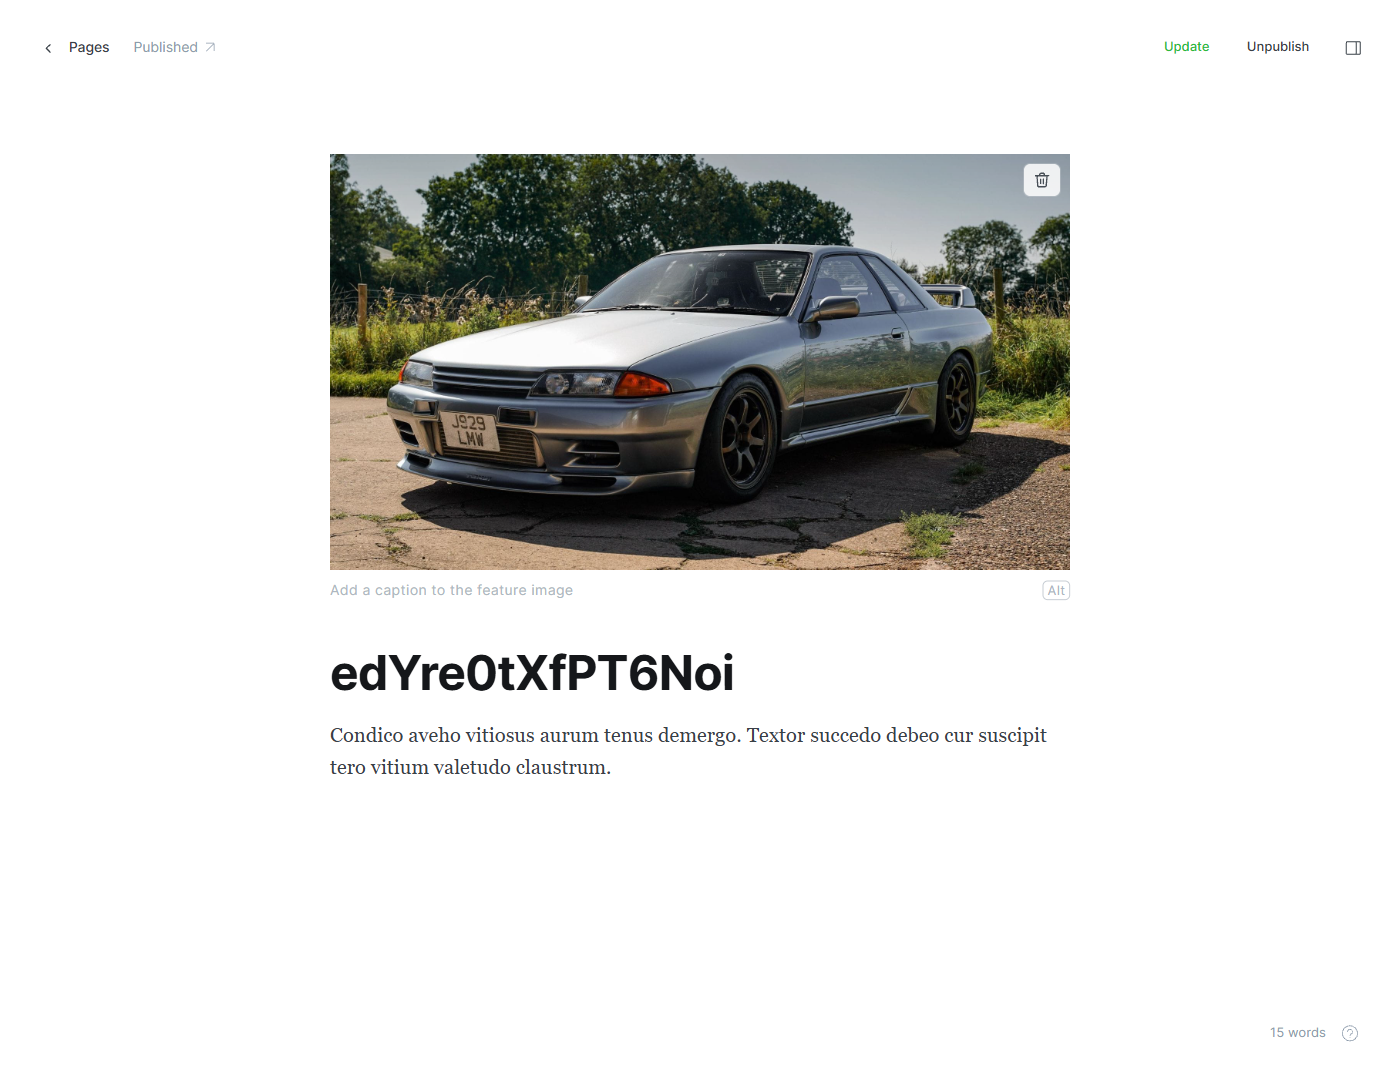 Pages
Published
Update
Unpublish
J929
LMW
Add a caption to the feature image
Alt
edYre0tXfPT6Noi
Condico aveho vitiosus aurum tenus demergo. Textor succedo debeo cur suscipit
tero vitium valetudo claustrum.
15 words